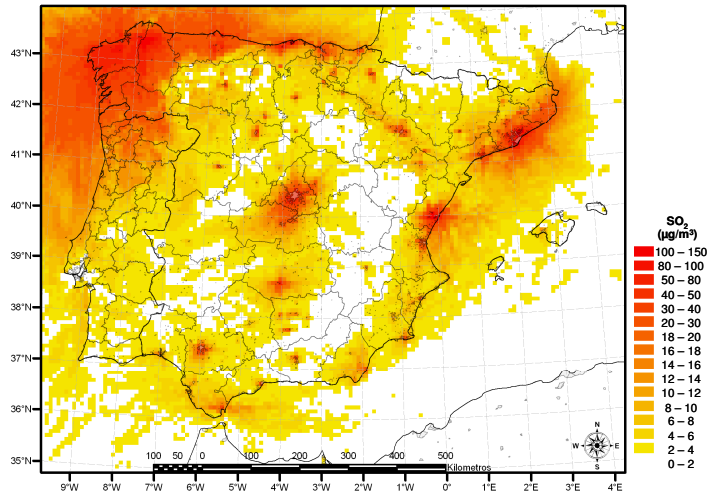 43°N
42°N
41°N
40°N
39°N
38°N
37°N
36°N
35°N
9°W 8°W 7°W 6°W 5°W 4°W 3°W 2°W 1°W 0° 1°E 2°E 3°E 4°E
100 50 0 100 200 300 400 500
Kilometros
N
W E
S
SO2
(µg/m³)
100 – 150
80 – 100
50 – 80
40 – 50
30 – 40
20 – 30
18 – 20
16 – 18
14 – 16
12 – 14
10 – 12
8 – 10
6 – 8
4 – 6
2 – 4
0 – 2